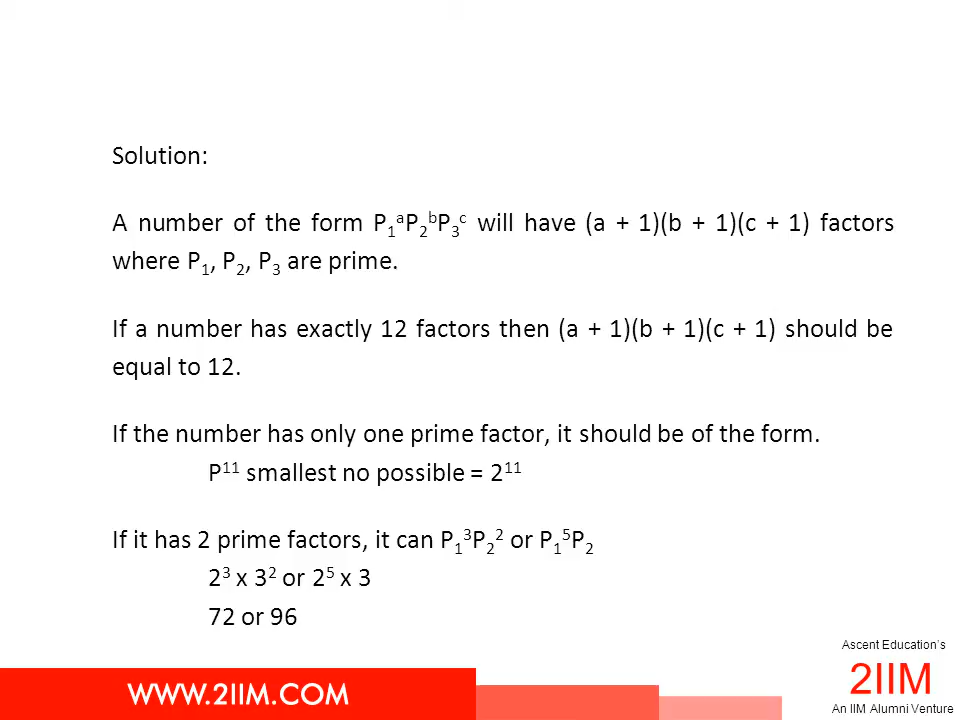 Solution:
A number of the form P₁ᵃP₂ᵇP₃ᶜ will have (a + 1)(b + 1)(c + 1) factors
where P₁, P₂, P₃ are prime.
If a number has exactly 12 factors then (a + 1)(b + 1)(c + 1) should be
equal to 12.
If the number has only one prime factor, it should be of the form.
P¹¹ smallest no possible = 2¹¹
If it has 2 prime factors, it can P₁³P₂² or P₁⁵P₂
2³ x 3² or 2⁵ x 3
72 or 96
Ascent Education's
2IIM
An IIM Alumni Venture
WWW.2IIM.COM